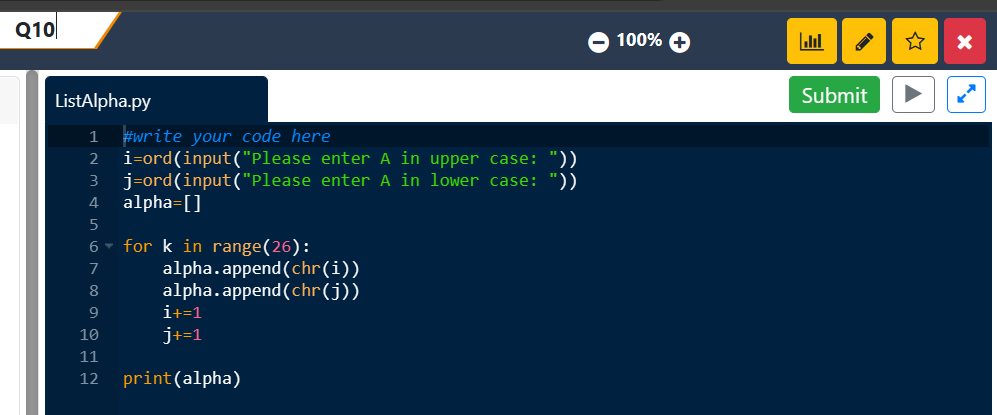 Q10
100%
ListAlpha.py
Submit
1 #write your code here
2 i=ord(input("Please enter A in upper case: "))
3 j=ord(input("Please enter A in lower case: "))
4 alpha=[]
5
6 for k in range(26):
7     alpha.append(chr(i))
8     alpha.append(chr(j))
9     i+=1
10     j+=1
11
12 print(alpha)